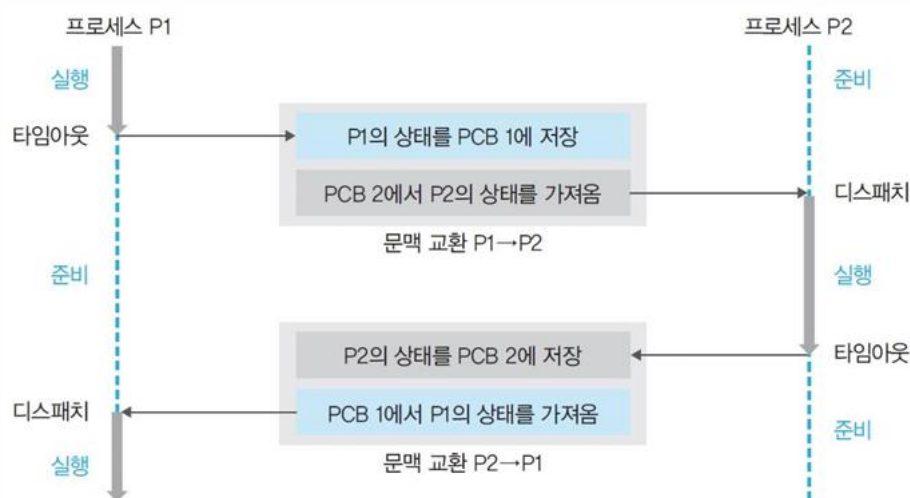 프로세스 P1
프로세스 P2
실행
준비
타임아웃
P1의 상태를 PCB 1에 저장
PCB 2에서 P2의 상태를 가져옴
디스패치
문맥 교환 P1→P2
준비
실행
P2의 상태를 PCB 2에 저장
타임아웃
디스패치
PCB 1에서 P1의 상태를 가져옴
준비
문맥 교환 P2→P1
실행